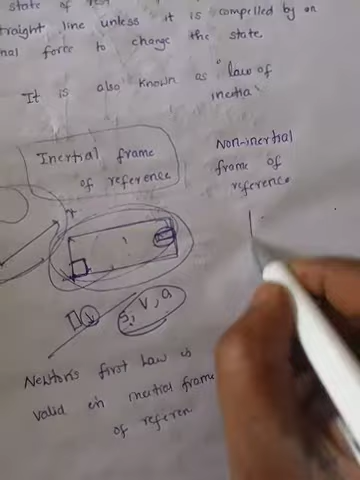 state of rest
straight line unless it is compelled by an
nal force to change the state
It is also known as "law of
inertia"
Inertial frame
of reference
Non-inertial
frame of
reference
S, V, a
Newton's first Law is
valid in inertial frame
of referen